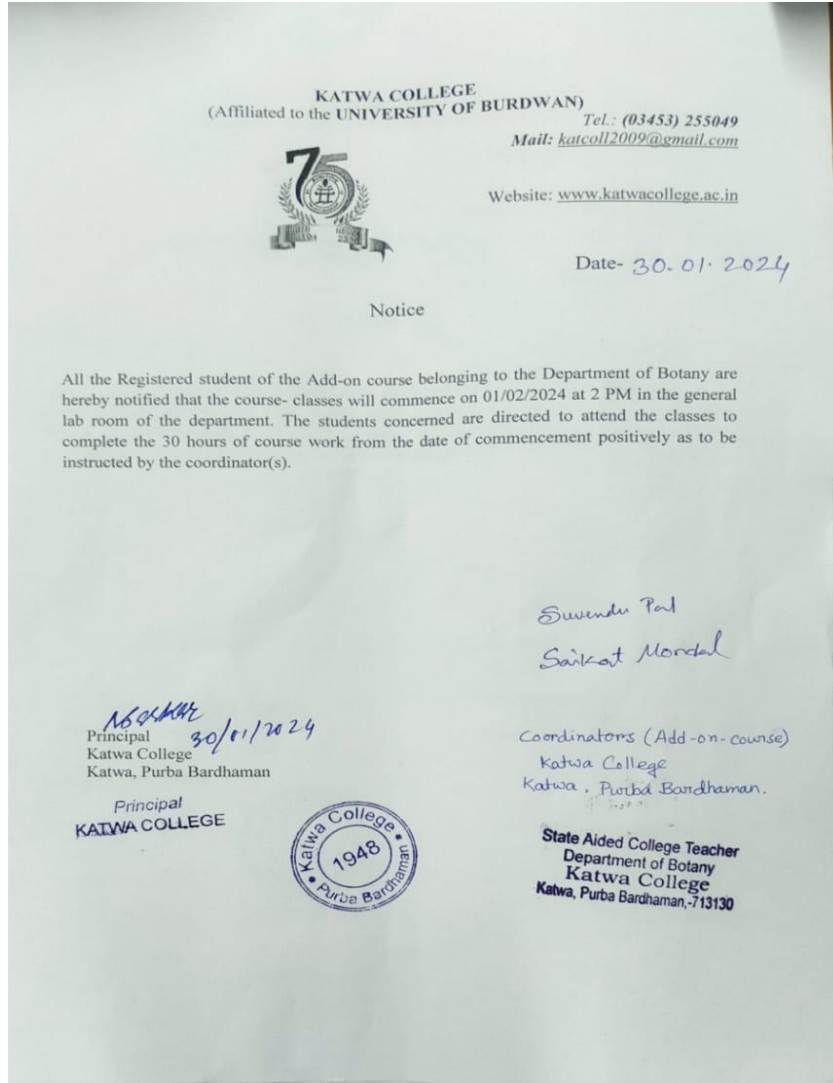 KATWA COLLEGE
(Affiliated to the UNIVERSITY OF BURDWAN)
Tel.: (03453) 255049
Mail: katcoll2009@gmail.com
75
Website: www.katwacollege.ac.in
Date- 30.01.2024
Notice
All the Registered student of the Add-on course belonging to the Department of Botany are
hereby notified that the course- classes will commence on 01/02/2024 at 2 PM in the general
lab room of the department. The students concerned are directed to attend the classes to
complete the 30 hours of course work from the date of commencement positively as to be
instructed by the coordinator(s).
Suvendu Pal
Saikat Mondal
30/01/2024
Principal
Katwa College
Katwa, Purba Bardhaman
Principal
KATWA COLLEGE
Katwa College
1948
Purba Bardhaman
Coordinators (Add-on-course)
Katwa College
Katwa, Purba Bardhaman.
State Aided College Teacher
Department of Botany
Katwa College
Katwa, Purba Bardhaman,-713130